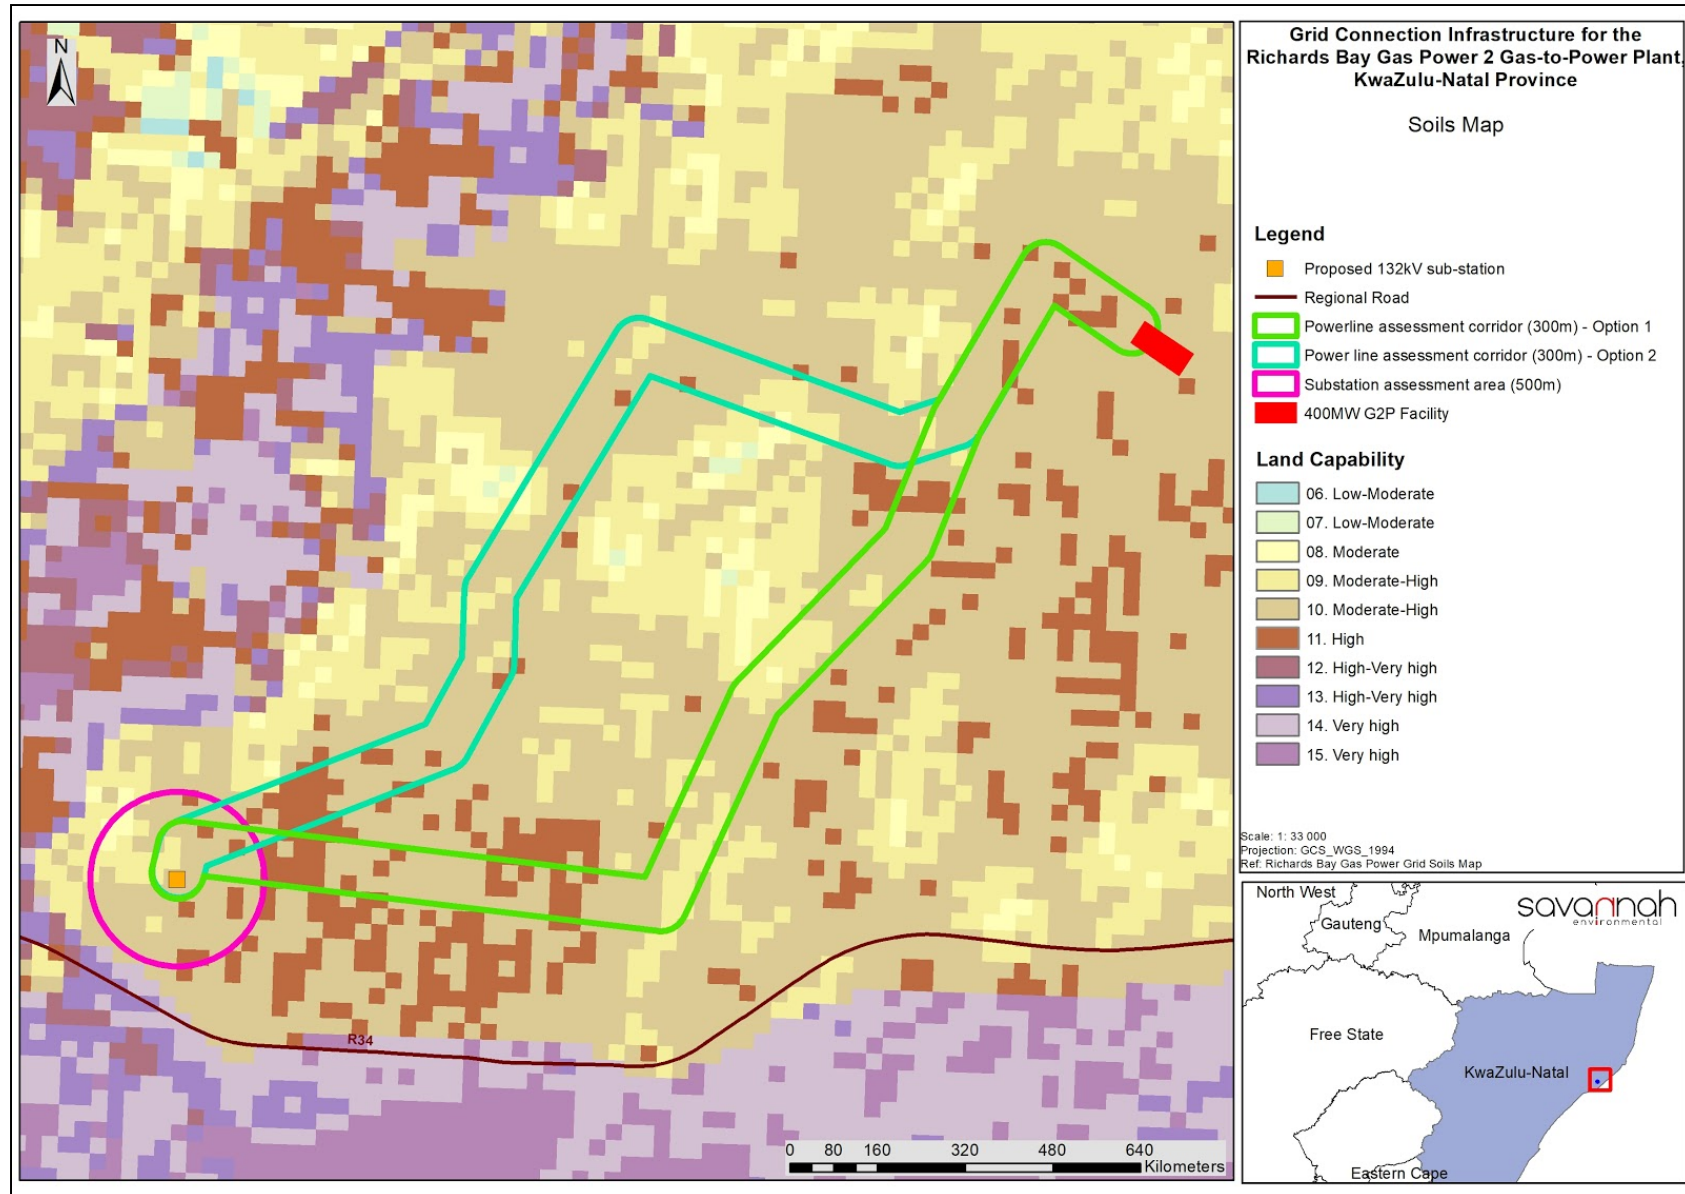 N
R34
0 80 160 320 480 640
Kilometers
Grid Connection Infrastructure for the
Richards Bay Gas Power 2 Gas-to-Power Plant,
KwaZulu-Natal Province
Soils Map
Legend
Proposed 132kV sub-station
Regional Road
Powerline assessment corridor (300m) - Option 1
Power line assessment corridor (300m) - Option 2
Substation assessment area (500m)
400MW G2P Facility
Land Capability
06. Low-Moderate
07. Low-Moderate
08. Moderate
09. Moderate-High
10. Moderate-High
11. High
12. High-Very high
13. High-Very high
14. Very high
15. Very high
Scale: 1: 33 000
Projection: GCS_WGS_1994
Ref: Richards Bay Gas Power Grid Soils Map
North West
Gauteng
Mpumalanga
savannah
environmental
Free State
KwaZulu-Natal
Eastern Cape